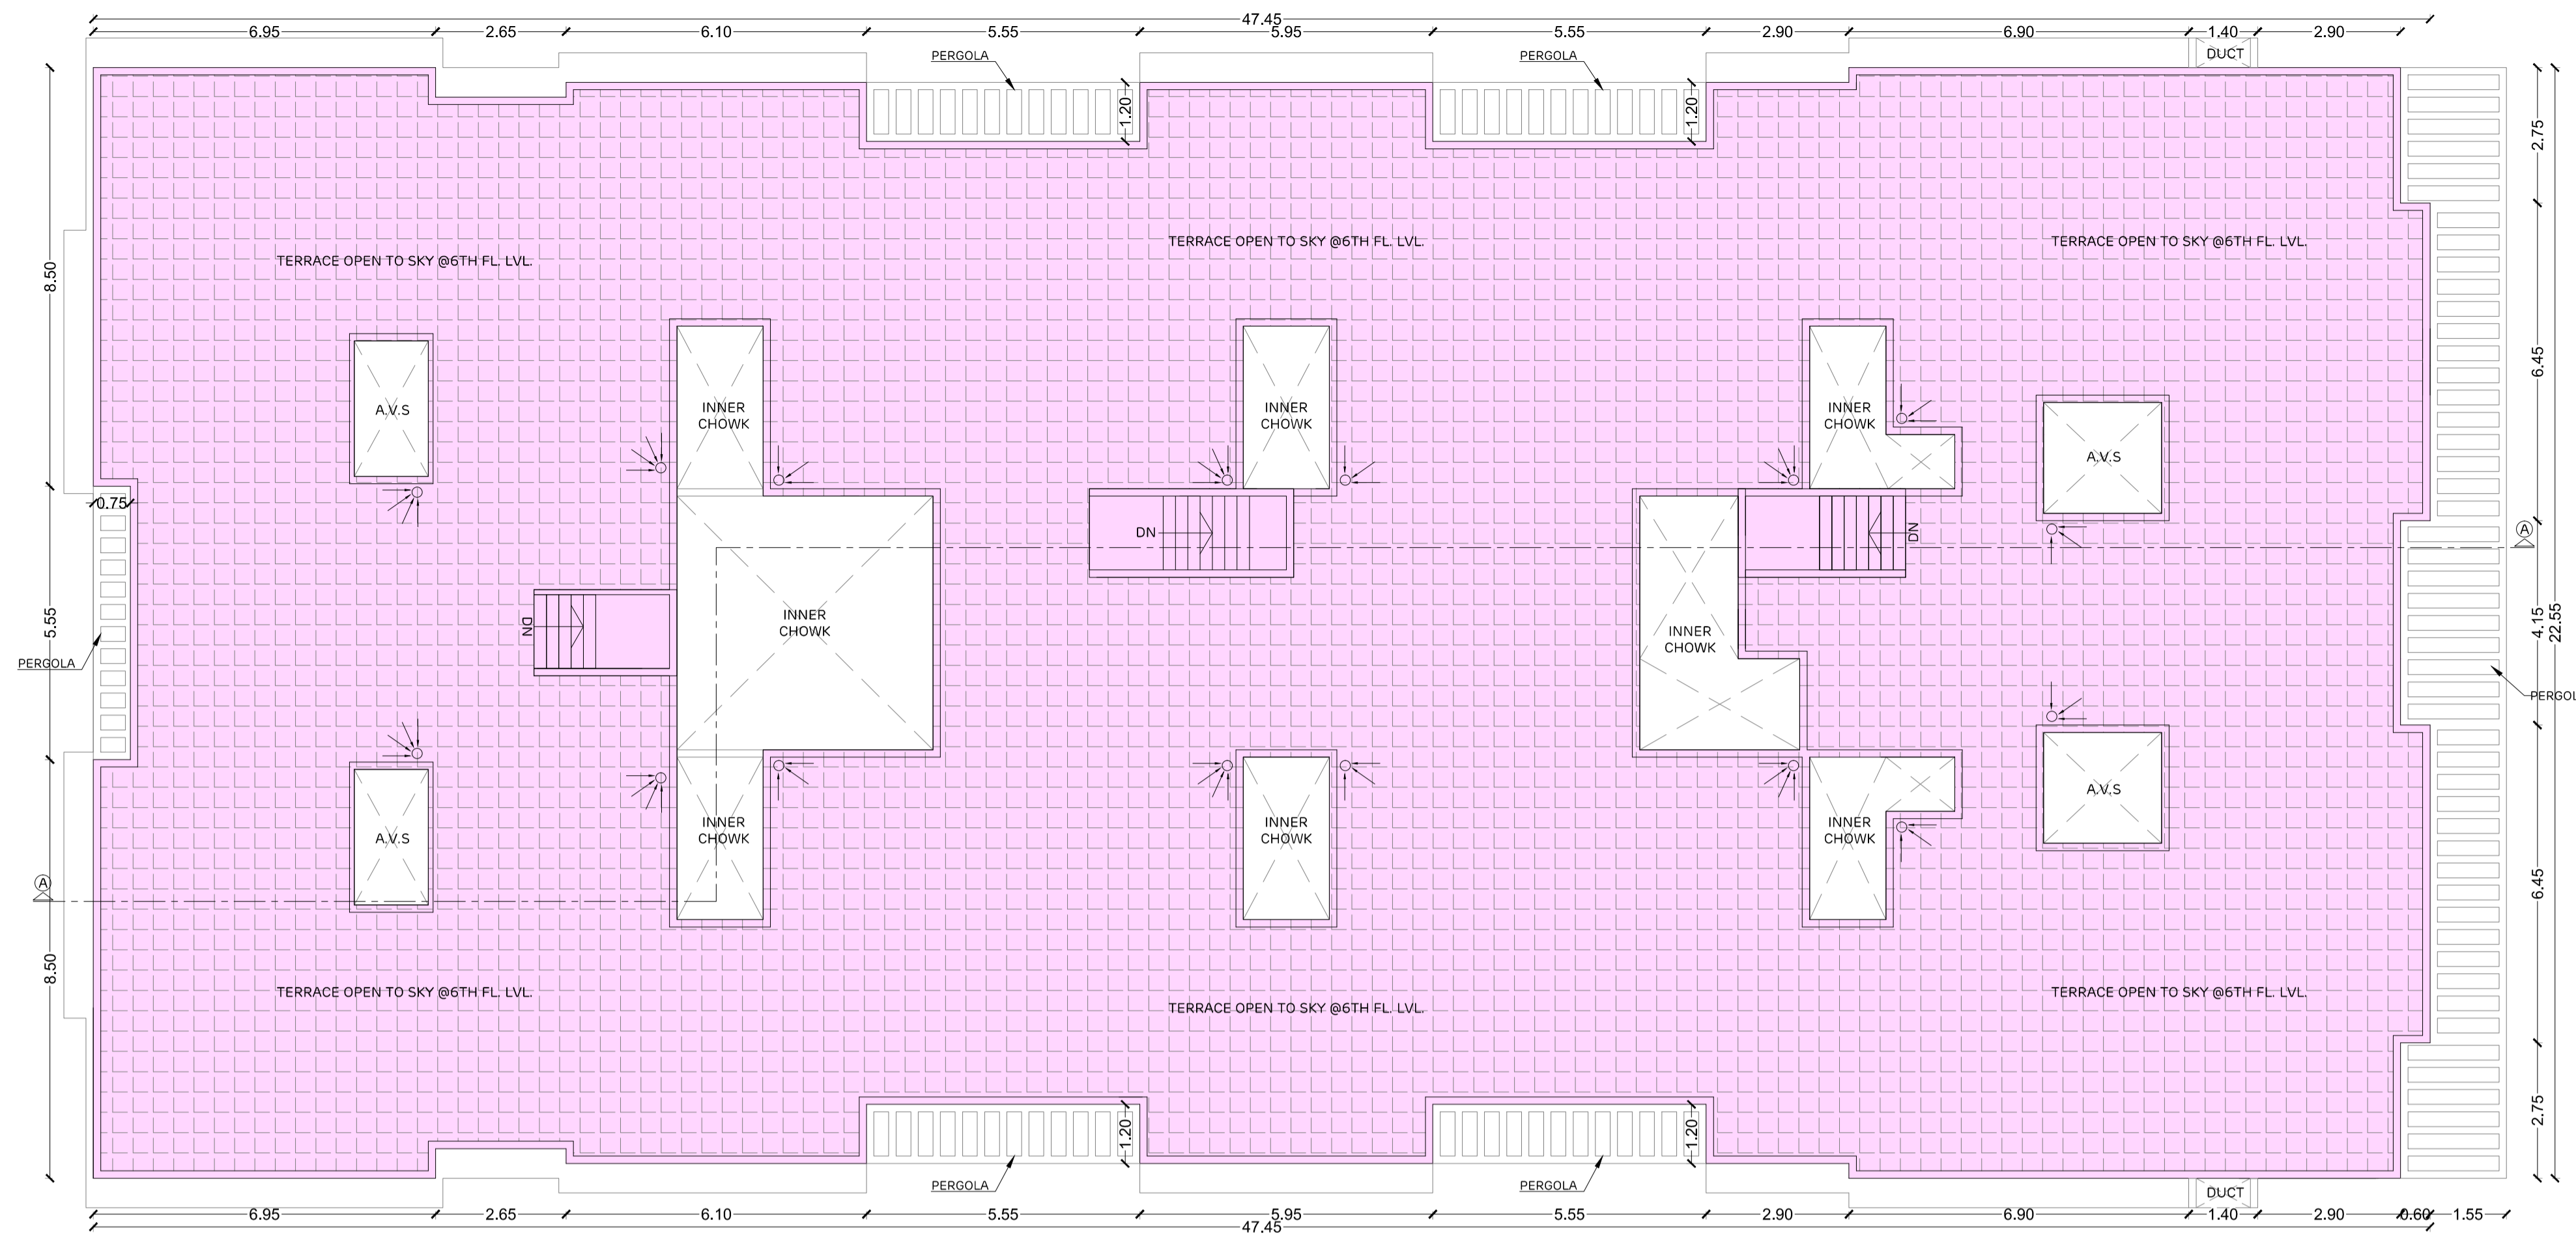 47.45
6.95
2.65
6.10
5.55
5.95
5.55
2.90
6.90
1.40
2.90
PERGOLA
PERGOLA
DUCT
1.20
1.20
2.75
8.50
TERRACE OPEN TO SKY @6TH FL. LVL.
TERRACE OPEN TO SKY @6TH FL. LVL.
TERRACE OPEN TO SKY @6TH FL. LVL.
6.45
A.V.S
INNER
CHOWK
INNER
CHOWK
INNER
CHOWK
A.V.S
0.75
DN
DN
A
5.55
DN
INNER
CHOWK
INNER
CHOWK
4.15
22.55
PERGOLA
PERGOL
A.V.S
INNER
CHOWK
INNER
CHOWK
INNER
CHOWK
A.V.S
A
6.45
8.50
TERRACE OPEN TO SKY @6TH FL. LVL.
TERRACE OPEN TO SKY @6TH FL. LVL.
TERRACE OPEN TO SKY @6TH FL. LVL.
1.20
1.20
2.75
PERGOLA
PERGOLA
DUCT
6.95
2.65
6.10
5.55
5.95
5.55
2.90
6.90
1.40
2.90
0.60
1.55
47.45